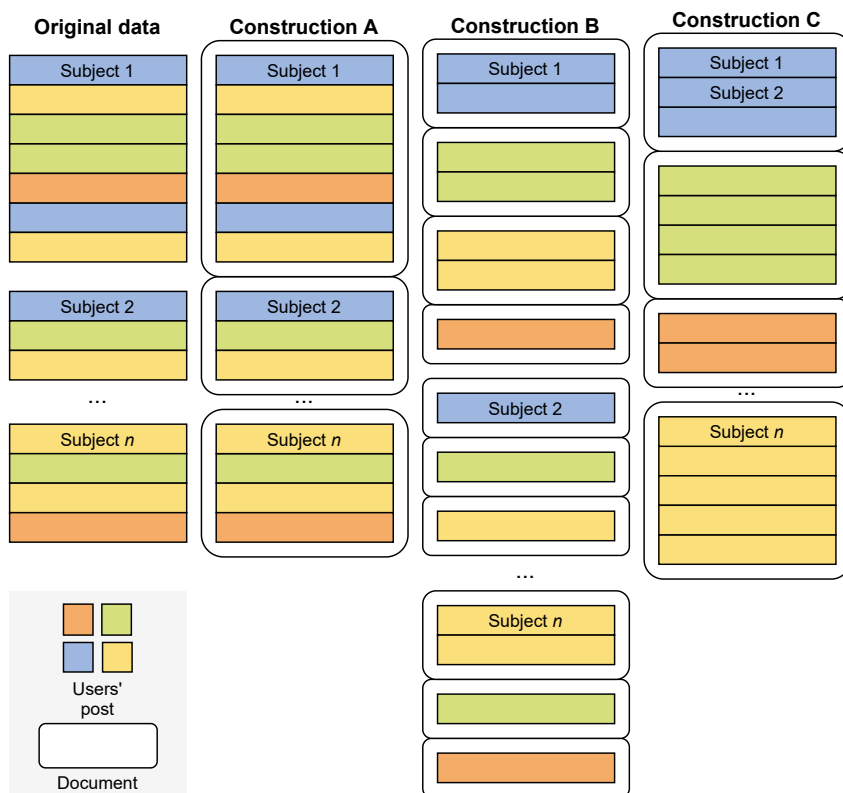 Original data
Subject 1
Subject 2
...
Subject n
Users'
post
Document
Construction A
Subject 1
Subject 2
...
Subject n
Construction B
Subject 1
Subject 2
...
Subject n
Construction C
Subject 1
Subject 2
...
Subject n